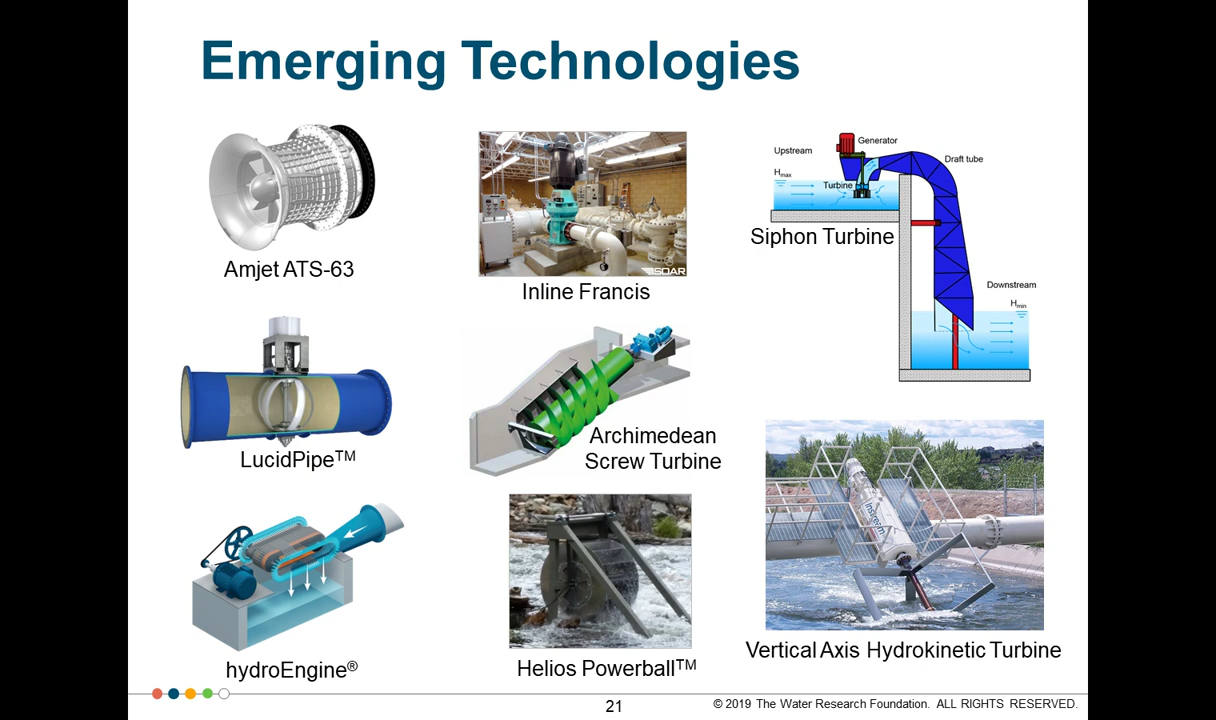 Emerging Technologies
Amjet ATS-63
SOAR
Inline Francis
Generator
Upstream
Draft tube
Hmax
Turbine
Siphon Turbine
Downstream
Hmin
LucidPipe™
Archimedean
Screw Turbine
Instream
hydroEngine®
Helios Powerball™
Vertical Axis Hydrokinetic Turbine
21
© 2019 The Water Research Foundation. ALL RIGHTS RESERVED.